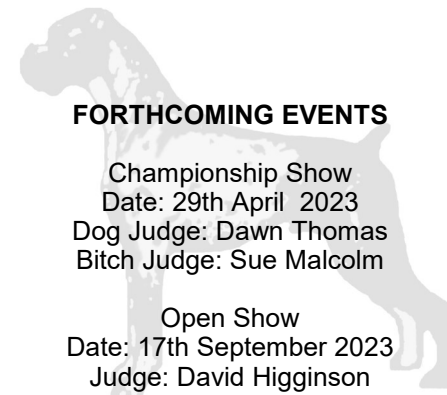 FORTHCOMING EVENTS
Championship Show
Date: 29th April  2023
Dog Judge: Dawn Thomas
Bitch Judge: Sue Malcolm
Open Show
Date: 17th September 2023
Judge: David Higginson